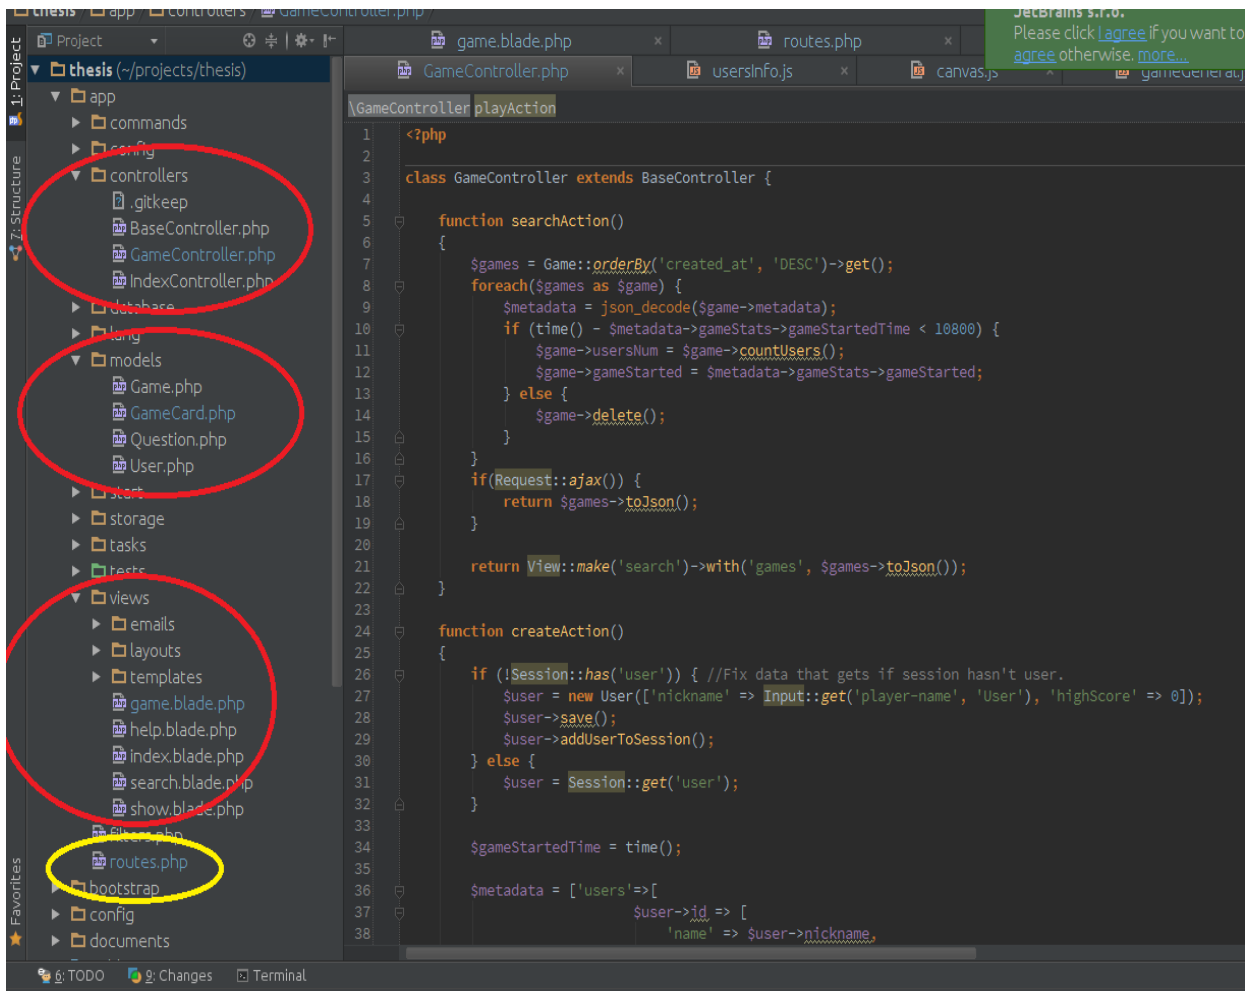 thesis app controllers GameController.php
JetBrains s.r.o.
Please click I agree if you want to
agree otherwise. more...
Project
game.blade.php × routes.php ×
GameController.php × usersInfo.js × canvas.js × gameGeneral.j
\GameController playAction
1: Project
7: Structure
Favorites
thesis (~/projects/thesis)
app
commands
config
controllers
.gitkeep
BaseController.php
GameController.php
IndexController.php
database
lang
models
Game.php
GameCard.php
Question.php
User.php
start
storage
tasks
tests
views
emails
layouts
templates
game.blade.php
help.blade.php
index.blade.php
search.blade.php
show.blade.php
filters.php
routes.php
bootstrap
config
documents
1 <?php
2
3 class GameController extends BaseController {
4
5 function searchAction()
6 {
7 $games = Game::orderBy('created_at', 'DESC')->get();
8 foreach($games as $game) {
9 $metadata = json_decode($game->metadata);
10 if (time() - $metadata->gameStats->gameStartedTime < 10800) {
11 $game->usersNum = $game->countUsers();
12 $game->gameStarted = $metadata->gameStats->gameStarted;
13 } else {
14 $game->delete();
15 }
16 }
17 if(Request::ajax()) {
18 return $games->toJson();
19 }
20
21 return View::make('search')->with('games', $games->toJson());
22 }
23
24 function createAction()
25 {
26 if (!Session::has('user')) { //Fix data that gets if session hasn't user.
27 $user = new User(['nickname' => Input::get('player-name', 'User'), 'highScore' => 0]);
28 $user->save();
29 $user->addUserToSession();
30 } else {
31 $user = Session::get('user');
32 }
33
34 $gameStartedTime = time();
35
36 $metadata = ['users'=>[
37 $user->id => [
38 'name' => $user->nickname,
6: TODO 9: Changes Terminal